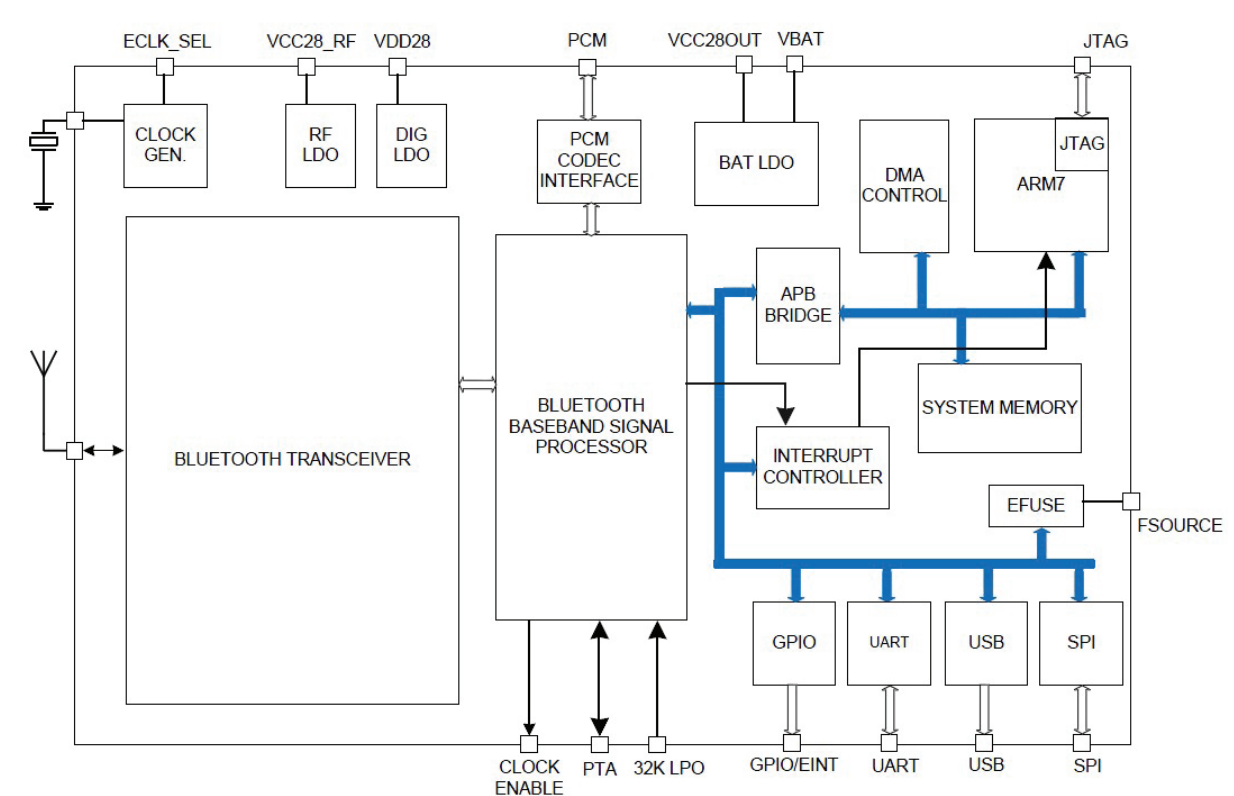 ECLK_SEL
VCC28_RF
VDD28
PCM
VCC28OUT
VBAT
JTAG
CLOCK
GEN.
RF
LDO
DIG
LDO
PCM
CODEC
INTERFACE
BAT LDO
DMA
CONTROL
JTAG
ARM7
APB
BRIDGE
BLUETOOTH TRANSCEIVER
BLUETOOTH
BASEBAND SIGNAL
PROCESSOR
SYSTEM MEMORY
INTERRUPT
CONTROLLER
EFUSE
FSOURCE
GPIO
UART
USB
SPI
CLOCK
ENABLE
PTA
32K LPO
GPIO/EINT
UART
USB
SPI